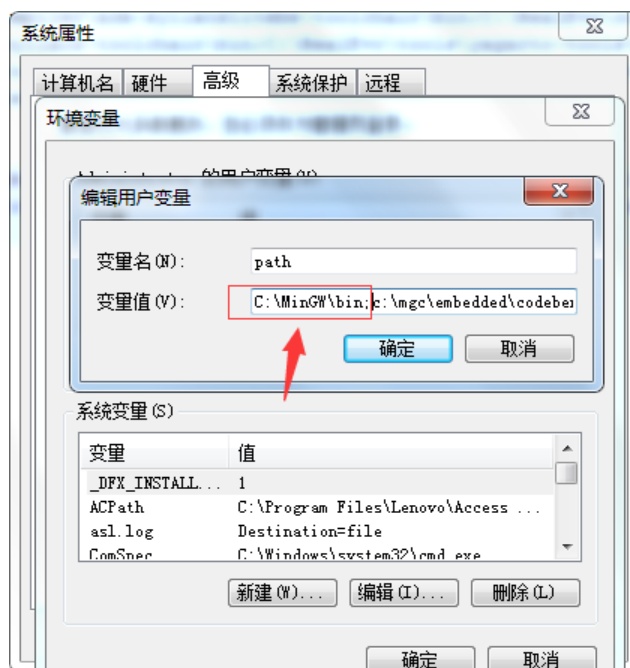 系统属性
计算机名 硬件 高级 系统保护 远程
环境变量
编辑用户变量
变量名(N): path
变量值(V): C:\MinGW\bin;c:\mgc\embedded\codeber
确定 取消
系统变量(S)
变量 值
_DFX_INSTALL... 1
ACPath C:\Program Files\Lenovo\Access ...
asl.log Destination=file
ComSpec C:\Windows\system32\cmd.exe
新建(W)... 编辑(I)... 删除(L)
确定 取消